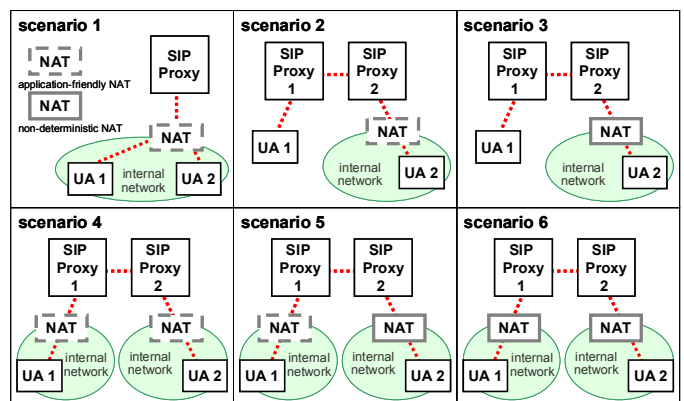 scenario 1
NAT
application-friendly NAT
NAT
non-deterministic NAT
SIP
Proxy
NAT
internal
network
UA 1
UA 2
scenario 2
SIP
Proxy
1
SIP
Proxy
2
UA 1
NAT
internal
network
UA 2
scenario 3
SIP
Proxy
1
SIP
Proxy
2
UA 1
NAT
internal
network
UA 2
scenario 4
SIP
Proxy
1
SIP
Proxy
2
NAT
NAT
internal
network
internal
network
UA 1
UA 2
scenario 5
SIP
Proxy
1
SIP
Proxy
2
NAT
NAT
internal
network
internal
network
UA 1
UA 2
scenario 6
SIP
Proxy
1
SIP
Proxy
2
NAT
NAT
internal
network
internal
network
UA 1
UA 2